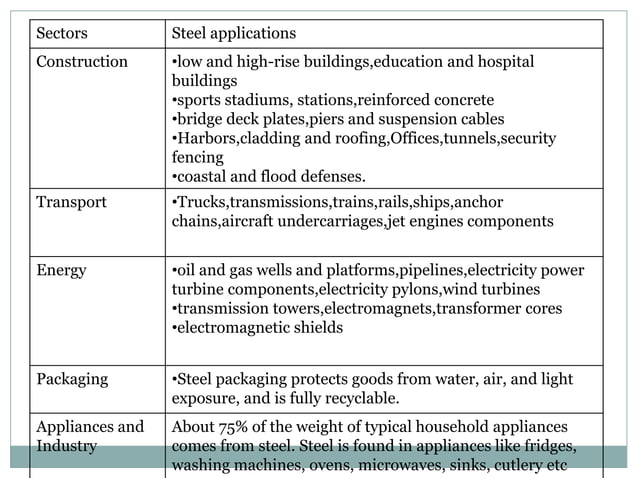 Sectors Steel applications
Construction •low and high-rise buildings,education and hospital
buildings
•sports stadiums, stations,reinforced concrete
•bridge deck plates,piers and suspension cables
•Harbors,cladding and roofing,Offices,tunnels,security
fencing
•coastal and flood defenses.
Transport •Trucks,transmissions,trains,rails,ships,anchor
chains,aircraft undercarriages,jet engines components
Energy •oil and gas wells and platforms,pipelines,electricity power
turbine components,electricity pylons,wind turbines
•transmission towers,electromagnets,transformer cores
•electromagnetic shields
Packaging •Steel packaging protects goods from water, air, and light
exposure, and is fully recyclable.
Appliances and About 75% of the weight of typical household appliances
Industry comes from steel. Steel is found in appliances like fridges,
washing machines, ovens, microwaves, sinks, cutlery etc